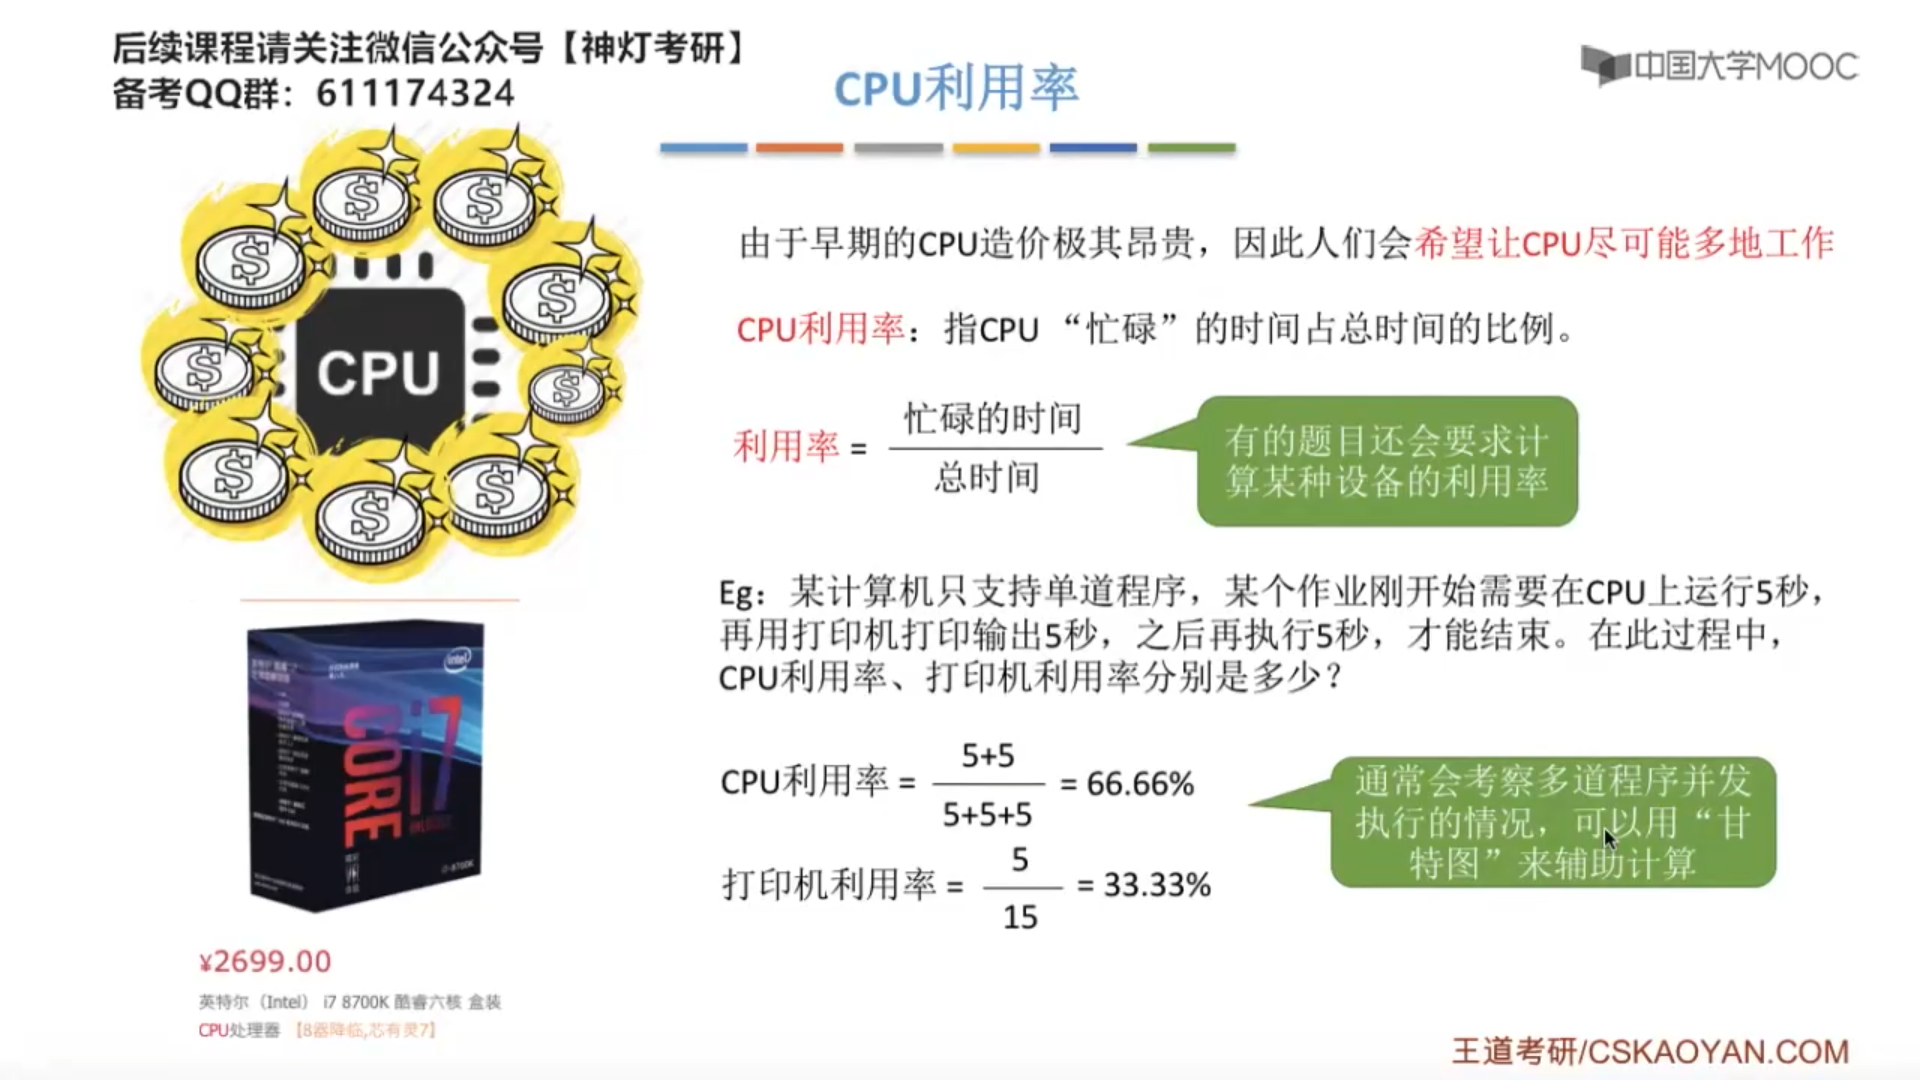 后续课程请关注微信公众号【神灯考研】
备考QQ群：611174324
中国大学MOOC
CPU利用率
CPU
由于早期的CPU造价极其昂贵，因此人们会希望让CPU尽可能多地工作
CPU利用率：指CPU “忙碌”的时间占总时间的比例。
利用率 =
忙碌的时间
总时间
有的题目还会要求计
算某种设备的利用率
Eg：某计算机只支持单道程序，某个作业刚开始需要在CPU上运行5秒，
再用打印机打印输出5秒，之后再执行5秒，才能结束。在此过程中，
CPU利用率、打印机利用率分别是多少？
CPU利用率 =
5+5
5+5+5
= 66.66%
打印机利用率 =
5
15
= 33.33%
通常会考察多道程序并发
执行的情况，可以用“甘
特图”来辅助计算
intel
CORE i7
i7-8700K
¥2699.00
英特尔（Intel） i7 8700K 酷睿六核 盒装
CPU处理器 【8器降临,芯有灵7】
王道考研/CSKAOYAN.COM